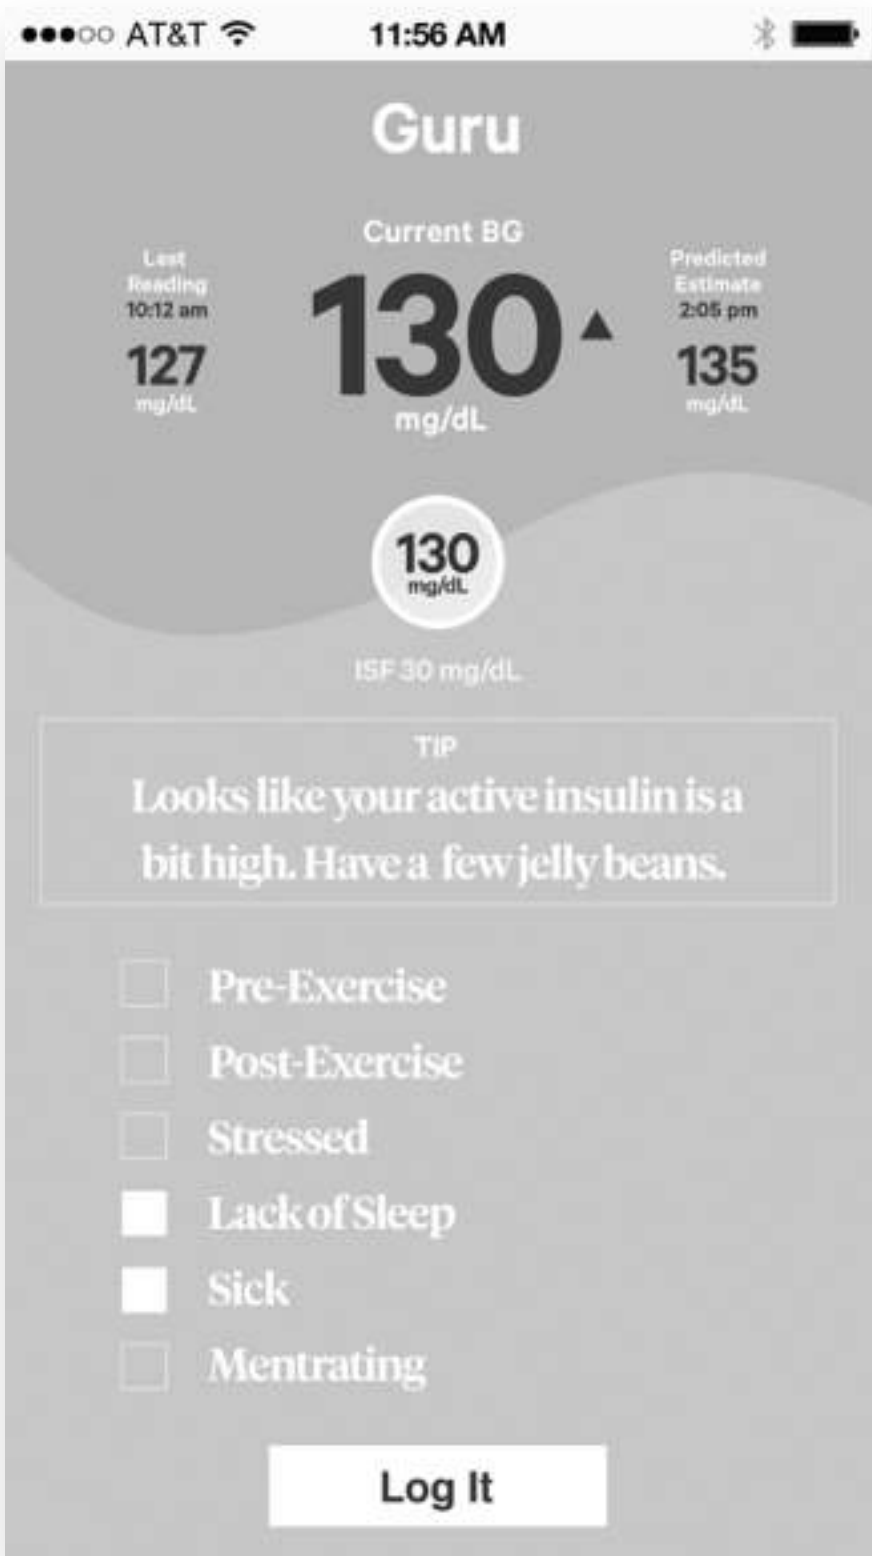 AT&T 11:56 AM
Guru
Current BG
Last
Reading
10:12 am
127
mg/dL
130
mg/dL
Predicted
Estimate
2:05 pm
135
mg/dL
130
mg/dL
ISF 30 mg/dL
TIP
Looks like your active insulin is a
bit high. Have a few jelly beans.
Pre-Exercise
Post-Exercise
Stressed
Lack of Sleep
Sick
Mentrating
Log It